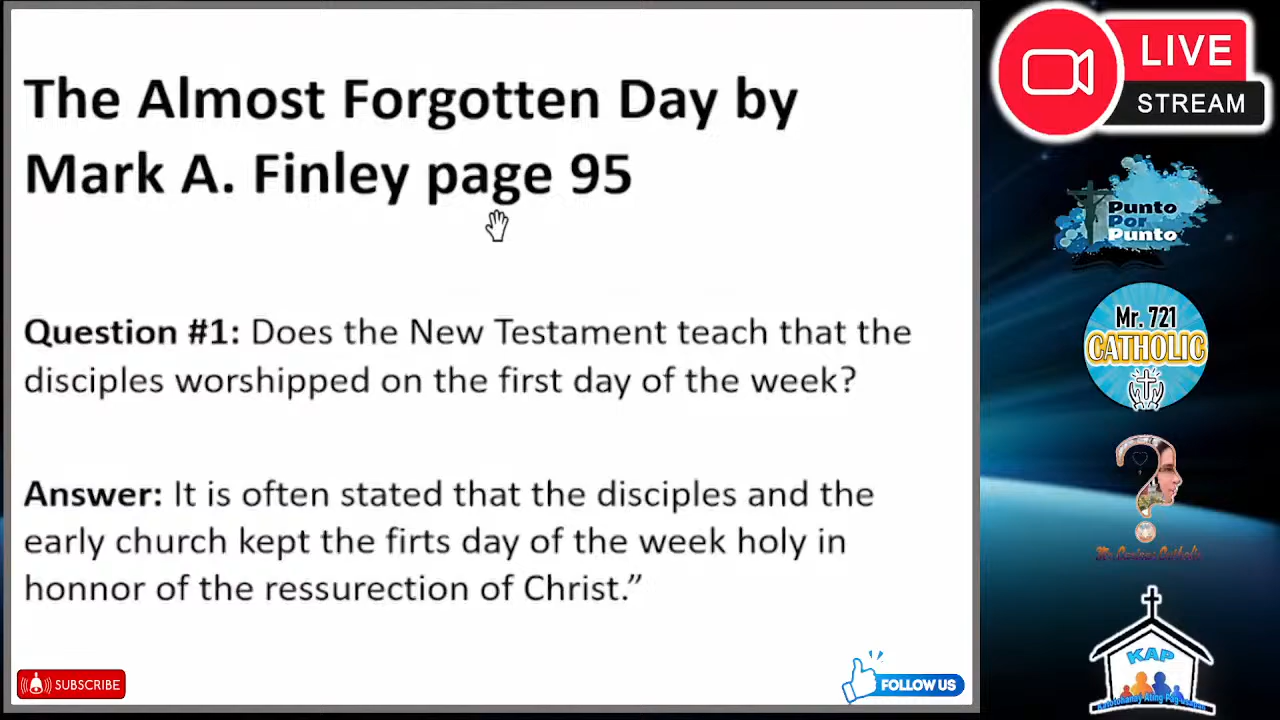 The Almost Forgotten Day by
Mark A. Finley page 95
Question #1: Does the New Testament teach that the
disciples worshipped on the first day of the week?
Answer: It is often stated that the disciples and the
early church kept the firts day of the week holy in
honnor of the ressurection of Christ.”
SUBSCRIBE
FOLLOW US
LIVE
STREAM
Punto
Por
Punto
Mr. 721
CATHOLIC
?
Mr Curious Catholic
KAP